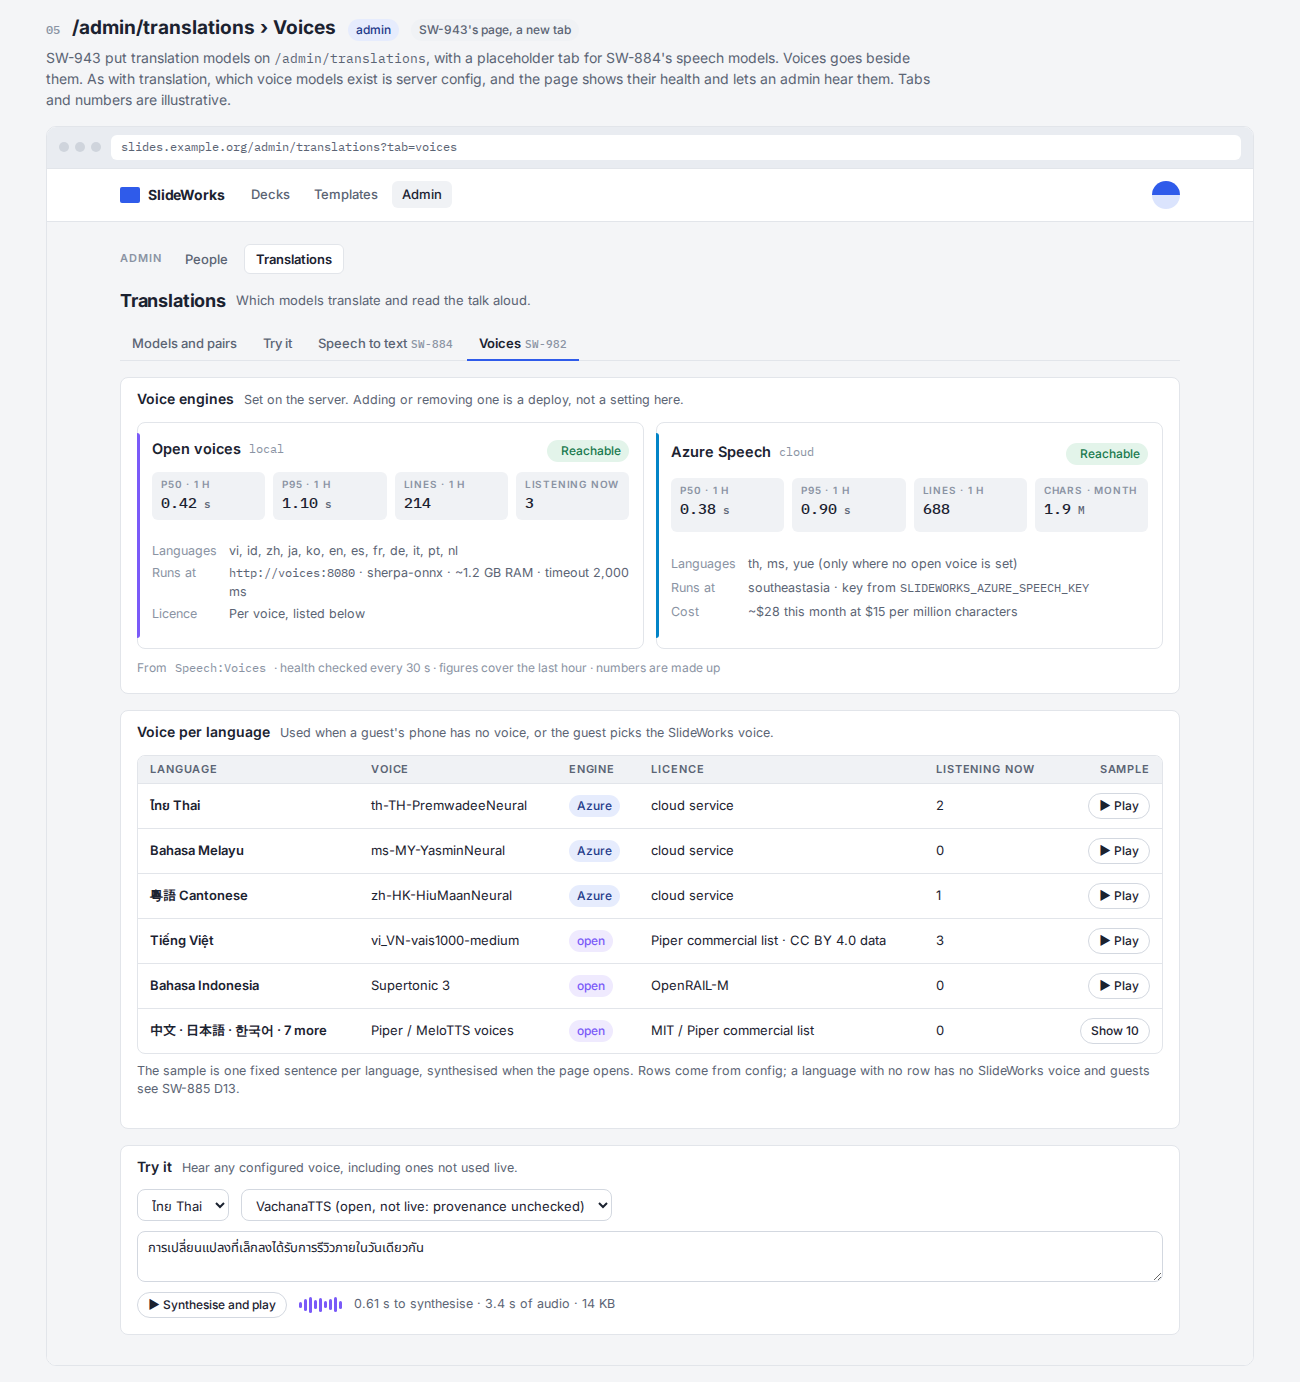 05 /admin/translations › Voices admin SW-943's page, a new tab
SW-943 put translation models on /admin/translations, with a placeholder tab for SW-884's speech models. Voices goes beside
them. As with translation, which voice models exist is server config, and the page shows their health and lets an admin hear them. Tabs
and numbers are illustrative.
slides.example.org/admin/translations?tab=voices
SlideWorks Decks Templates Admin
ADMIN People Translations
Translations Which models translate and read the talk aloud.
Models and pairs Try it Speech to text SW-884 Voices SW-982
Voice engines Set on the server. Adding or removing one is a deploy, not a setting here.
Open voices local Reachable
P50 · 1 H P95 · 1 H LINES · 1 H LISTENING NOW
0.42 s 1.10 s 214 3
Languages vi, id, zh, ja, ko, en, es, fr, de, it, pt, nl
Runs at http://voices:8080 · sherpa-onnx · ~1.2 GB RAM · timeout 2,000
ms
Licence Per voice, listed below
Azure Speech cloud Reachable
P50 · 1 H P95 · 1 H LINES · 1 H CHARS · MONTH
0.38 s 0.90 s 688 1.9 M
Languages th, ms, yue (only where no open voice is set)
Runs at southeastasia · key from SLIDEWORKS_AZURE_SPEECH_KEY
Cost ~$28 this month at $15 per million characters
From Speech:Voices · health checked every 30 s · figures cover the last hour · numbers are made up
Voice per language Used when a guest's phone has no voice, or the guest picks the SlideWorks voice.
LANGUAGE VOICE ENGINE LICENCE LISTENING NOW SAMPLE
ไทย Thai th-TH-PremwadeeNeural Azure cloud service 2 ▶ Play
Bahasa Melayu ms-MY-YasminNeural Azure cloud service 0 ▶ Play
粵語 Cantonese zh-HK-HiuMaanNeural Azure cloud service 1 ▶ Play
Tiếng Việt vi_VN-vais1000-medium open Piper commercial list · CC BY 4.0 data 3 ▶ Play
Bahasa Indonesia Supertonic 3 open OpenRAIL-M 0 ▶ Play
中文 · 日本語 · 한국어 · 7 more Piper / MeloTTS voices open MIT / Piper commercial list 0 Show 10
The sample is one fixed sentence per language, synthesised when the page opens. Rows come from config; a language with no row has no SlideWorks voice and guests
see SW-885 D13.
Try it Hear any configured voice, including ones not used live.
ไทย Thai VachanaTTS (open, not live: provenance unchecked)
การเปลี่ยนแปลงที่เล็กลงได้รับการรีวิวภายในวันเดียวกัน
▶ Synthesise and play 0.61 s to synthesise · 3.4 s of audio · 14 KB